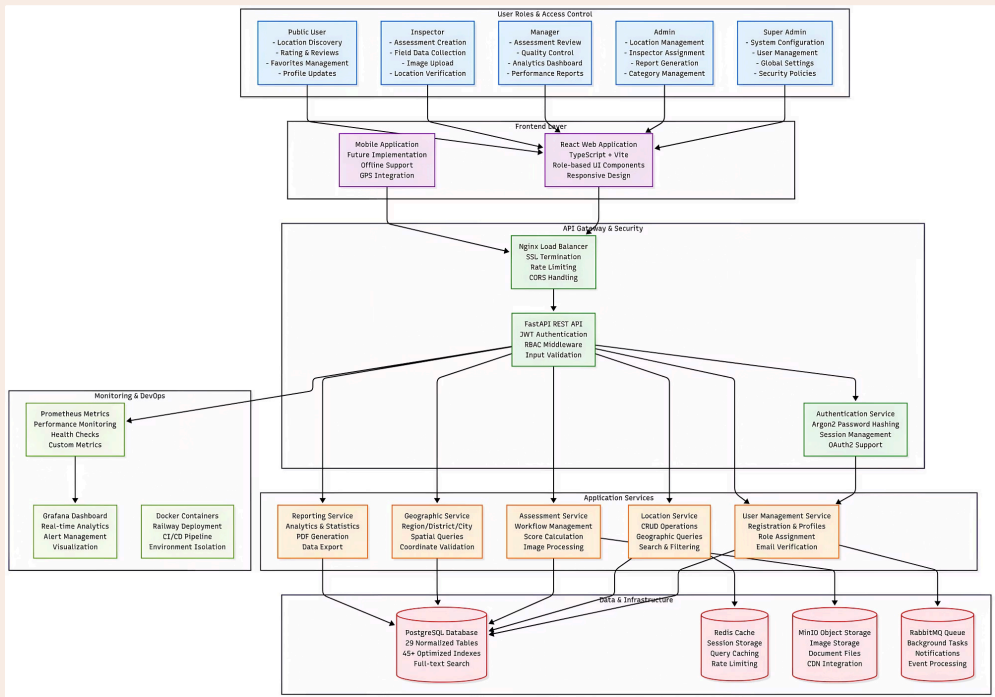 User Roles & Access Control
Public User
- Location Discovery
- Rating & Reviews
- Favorites Management
- Profile Updates
Inspector
- Assessment Creation
- Field Data Collection
- Image Upload
- Location Verification
Manager
- Assessment Review
- Quality Control
- Analytics Dashboard
- Performance Reports
Admin
- Location Management
- Inspector Assignment
- Report Generation
- Category Management
Super Admin
- System Configuration
- User Management
- Global Settings
- Security Policies
Frontend Layer
Mobile Application
Future Implementation
Offline Support
GPS Integration
React Web Application
TypeScript + Vite
Role-based UI Components
Responsive Design
API Gateway & Security
Nginx Load Balancer
SSL Termination
Rate Limiting
CORS Handling
FastAPI REST API
JWT Authentication
RBAC Middleware
Input Validation
Authentication Service
Argon2 Password Hashing
Session Management
OAuth2 Support
Monitoring & DevOps
Prometheus Metrics
Performance Monitoring
Health Checks
Custom Metrics
Grafana Dashboard
Real-time Analytics
Alert Management
Visualization
Docker Containers
Railway Deployment
CI/CD Pipeline
Environment Isolation
Application Services
Reporting Service
Analytics & Statistics
PDF Generation
Data Export
Geographic Service
Region/District/City
Spatial Queries
Coordinate Validation
Assessment Service
Workflow Management
Score Calculation
Image Processing
Location Service
CRUD Operations
Geographic Queries
Search & Filtering
User Management Service
Registration & Profiles
Role Assignment
Email Verification
Data & Infrastructure
PostgreSQL Database
29 Normalized Tables
45+ Optimized Indexes
Full-text Search
Redis Cache
Session Storage
Query Caching
Rate Limiting
MinIO Object Storage
Image Storage
Document Files
CDN Integration
RabbitMQ Queue
Background Tasks
Notifications
Event Processing